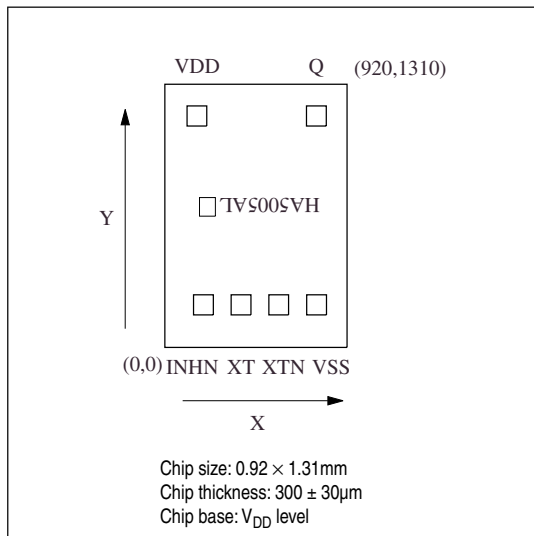 VDD Q (920,1310)
Y
HA5005AL
(0,0) INHN XT XTN VSS
X
Chip size: 0.92 × 1.31mm
Chip thickness: 300 ± 30µm
Chip base: VDD level